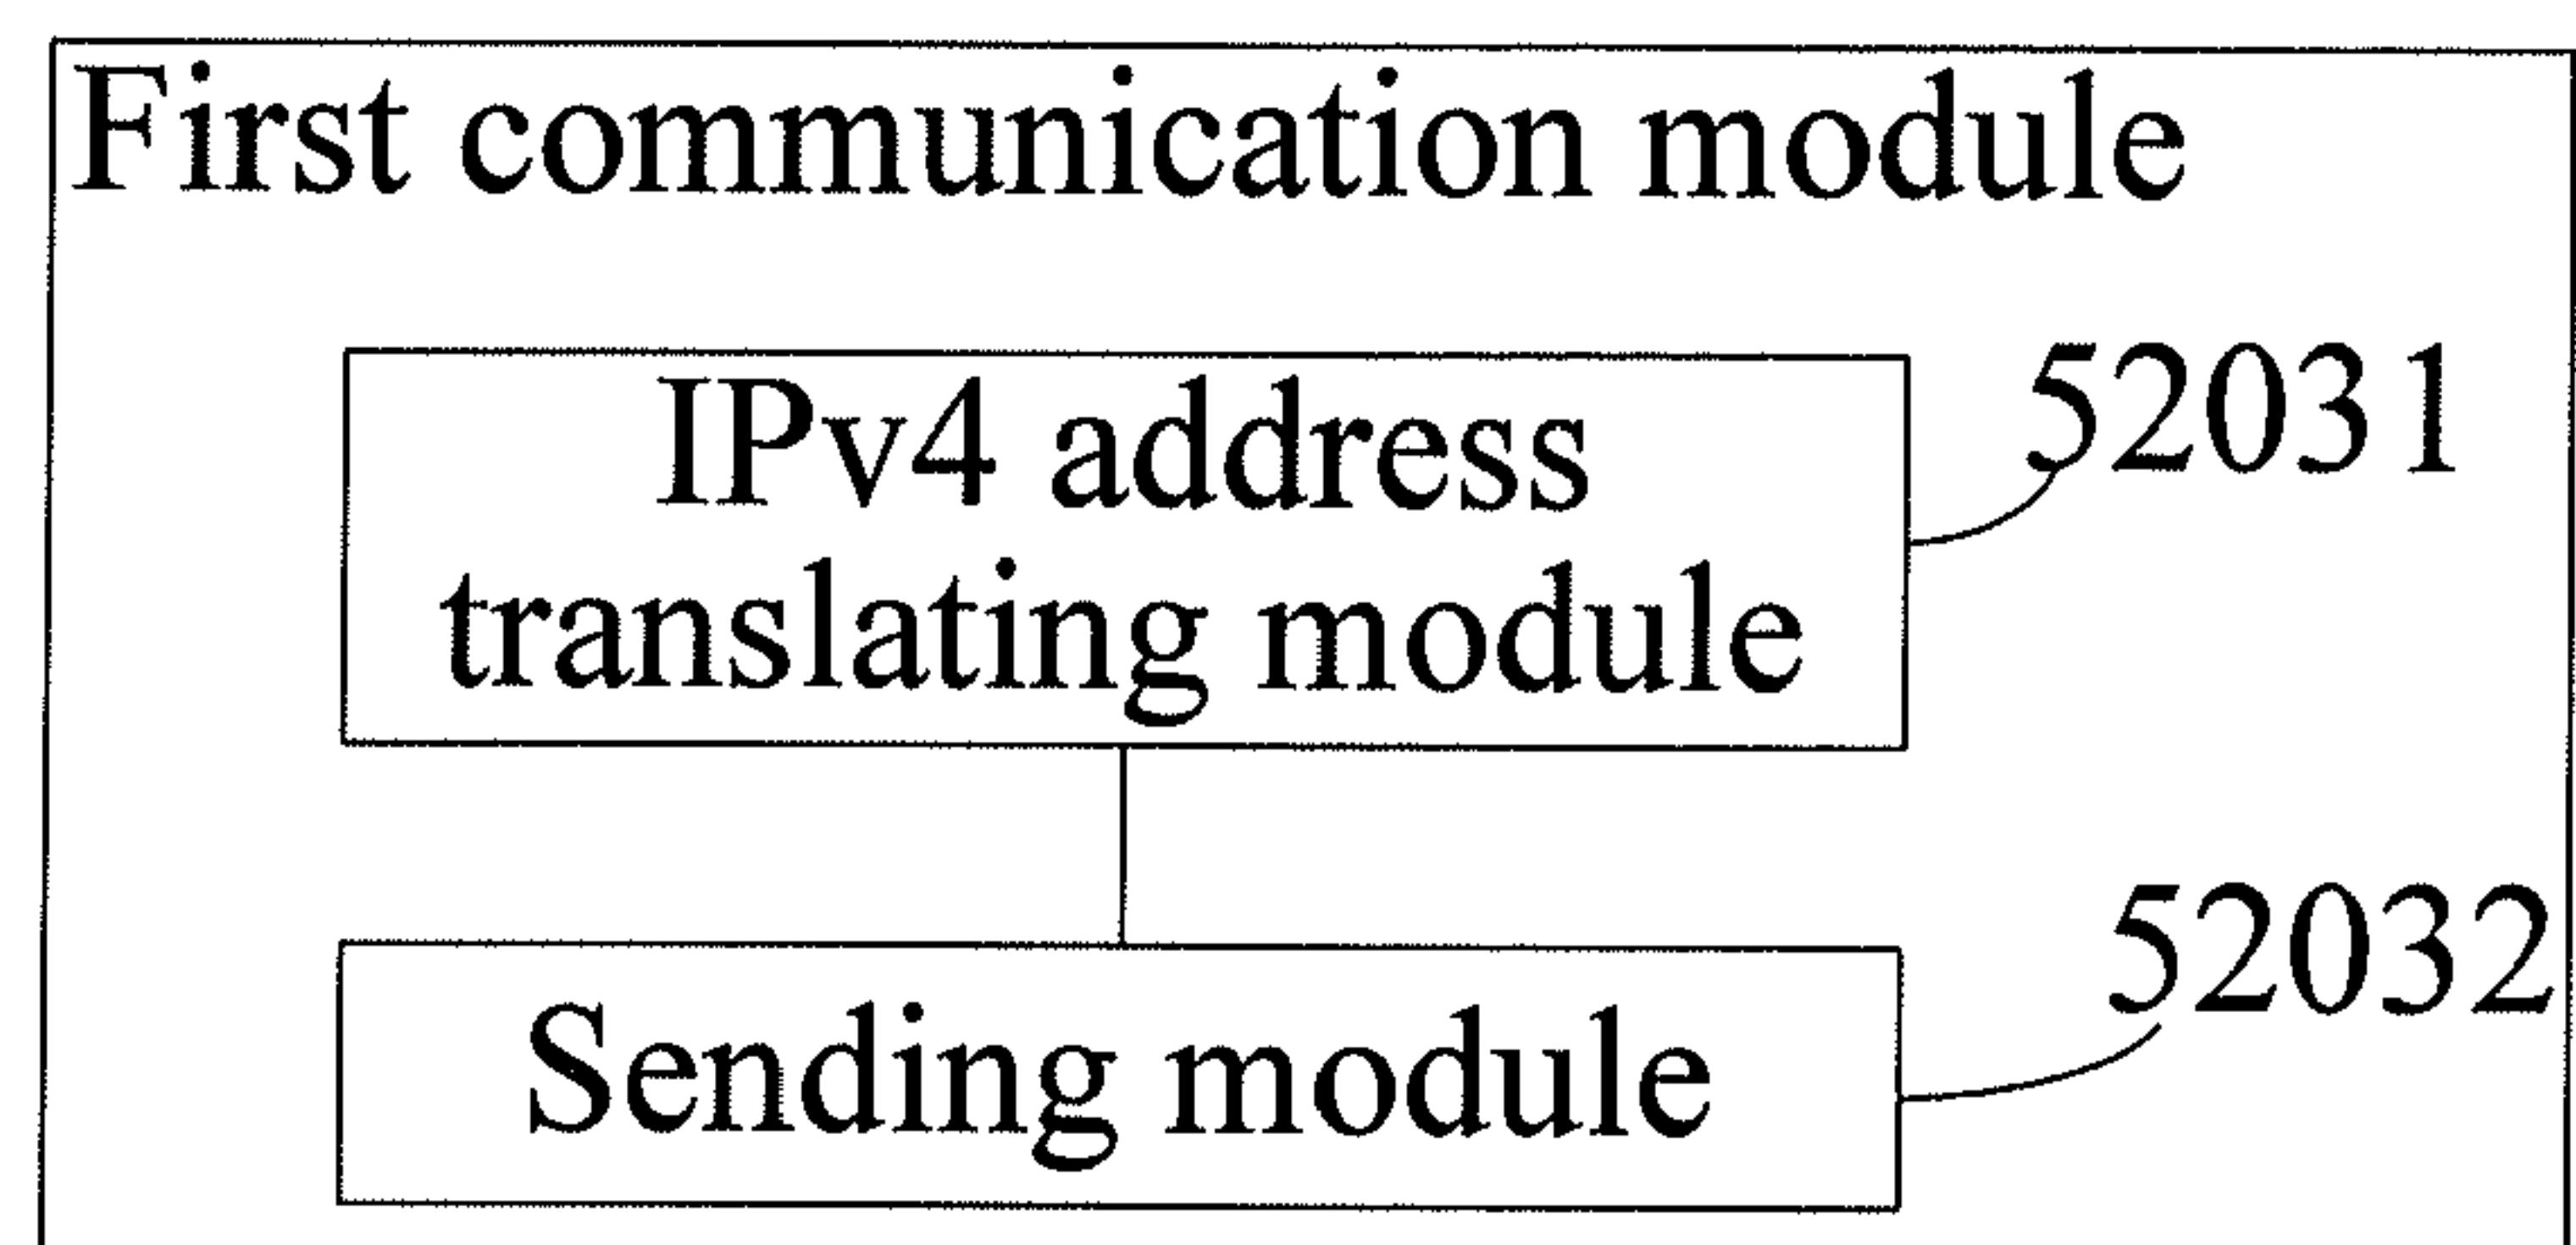 First communication module
IPv4 address
translating module
52031
Sending module
52032